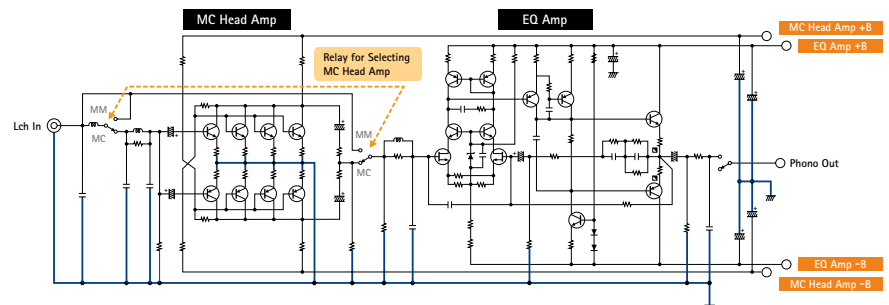 MC Head Amp
EQ Amp
MC Head Amp +B
EQ Amp +B
Relay for Selecting
MC Head Amp
MM
MC
Lch In
MM
MC
Phono Out
EQ Amp -B
MC Head Amp -B